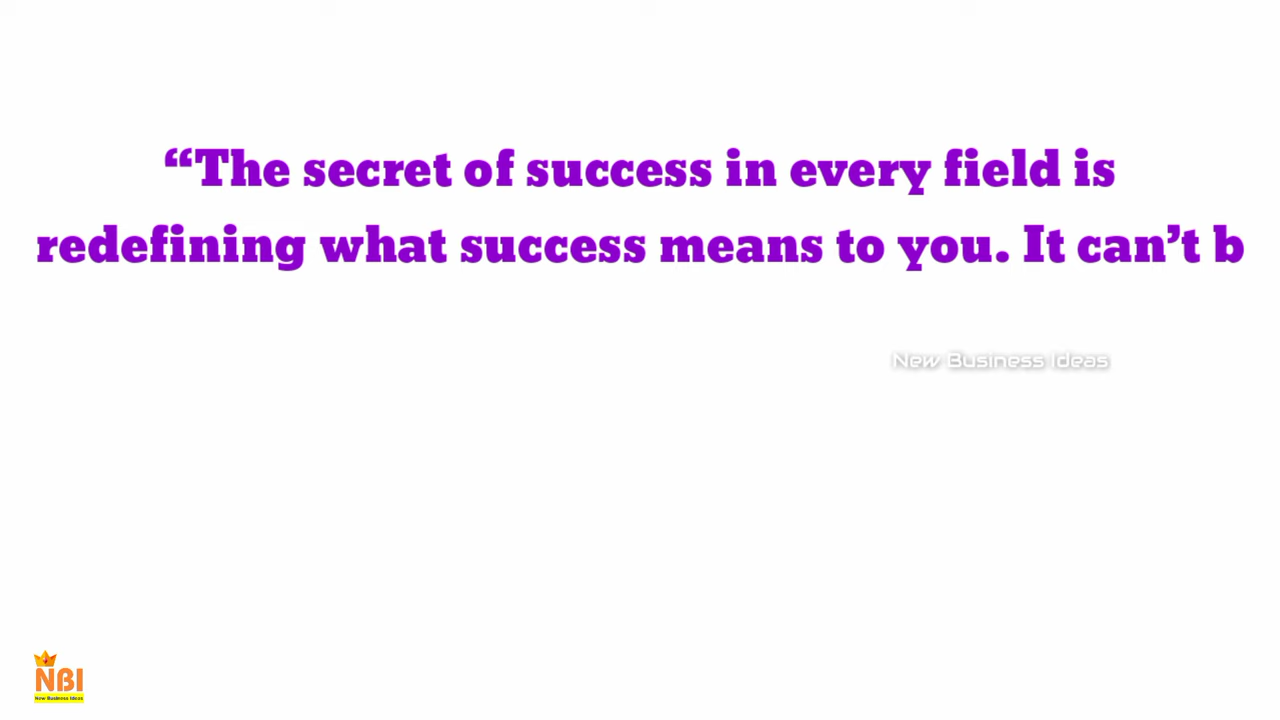 “The secret of success in every field is
redefining what success means to you. It can’t b
New Business Ideas
NBI
New Business Ideas